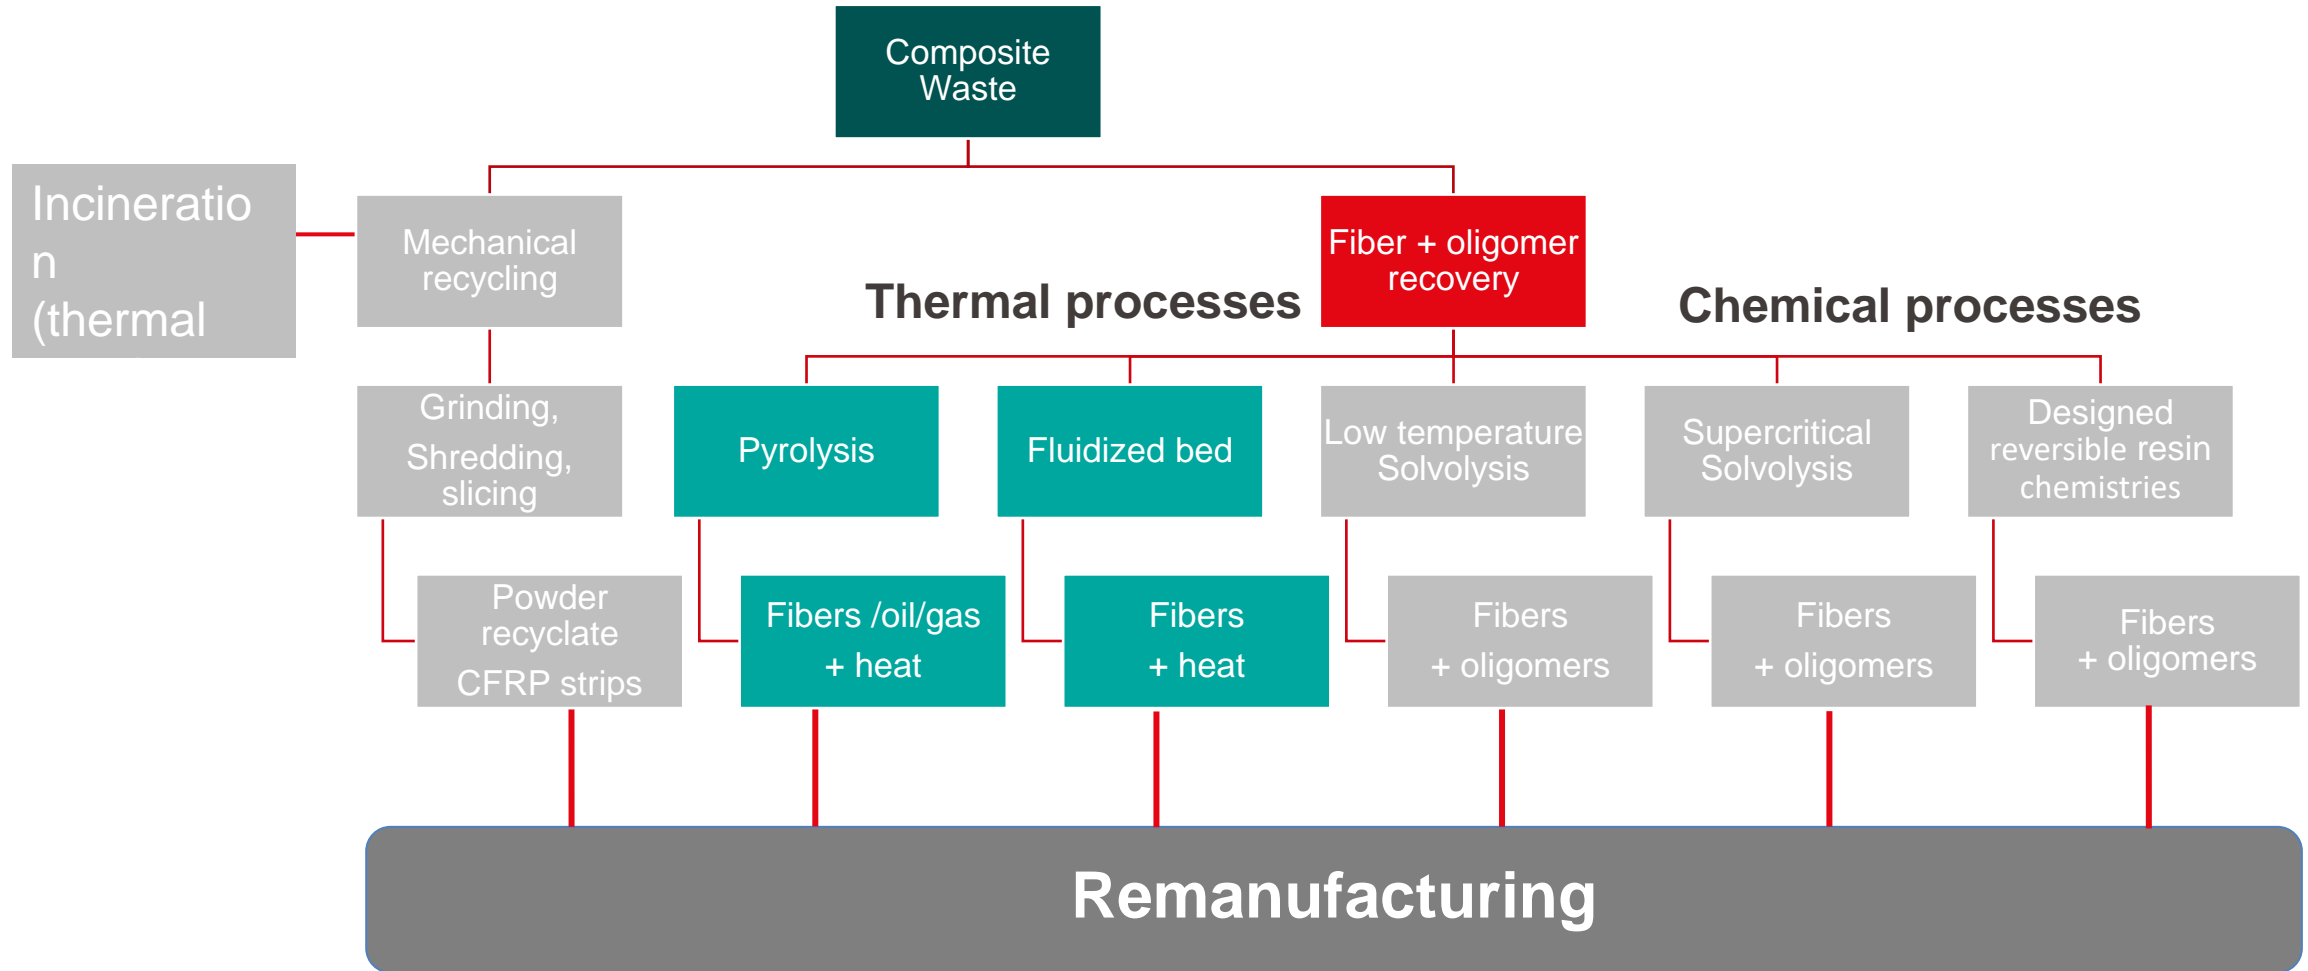 Composite
Waste
Incineratio
n
(thermal
Mechanical
recycling
Fiber + oligomer
recovery
Thermal processes
Chemical processes
Grinding,
Shredding,
slicing
Pyrolysis
Fluidized bed
Low temperature
Solvolysis
Supercritical
Solvolysis
Designed
reversible resin
chemistries
Powder
recyclate
CFRP strips
Fibers /oil/gas
+ heat
Fibers
+ heat
Fibers
+ oligomers
Fibers
+ oligomers
Fibers
+ oligomers
Remanufacturing